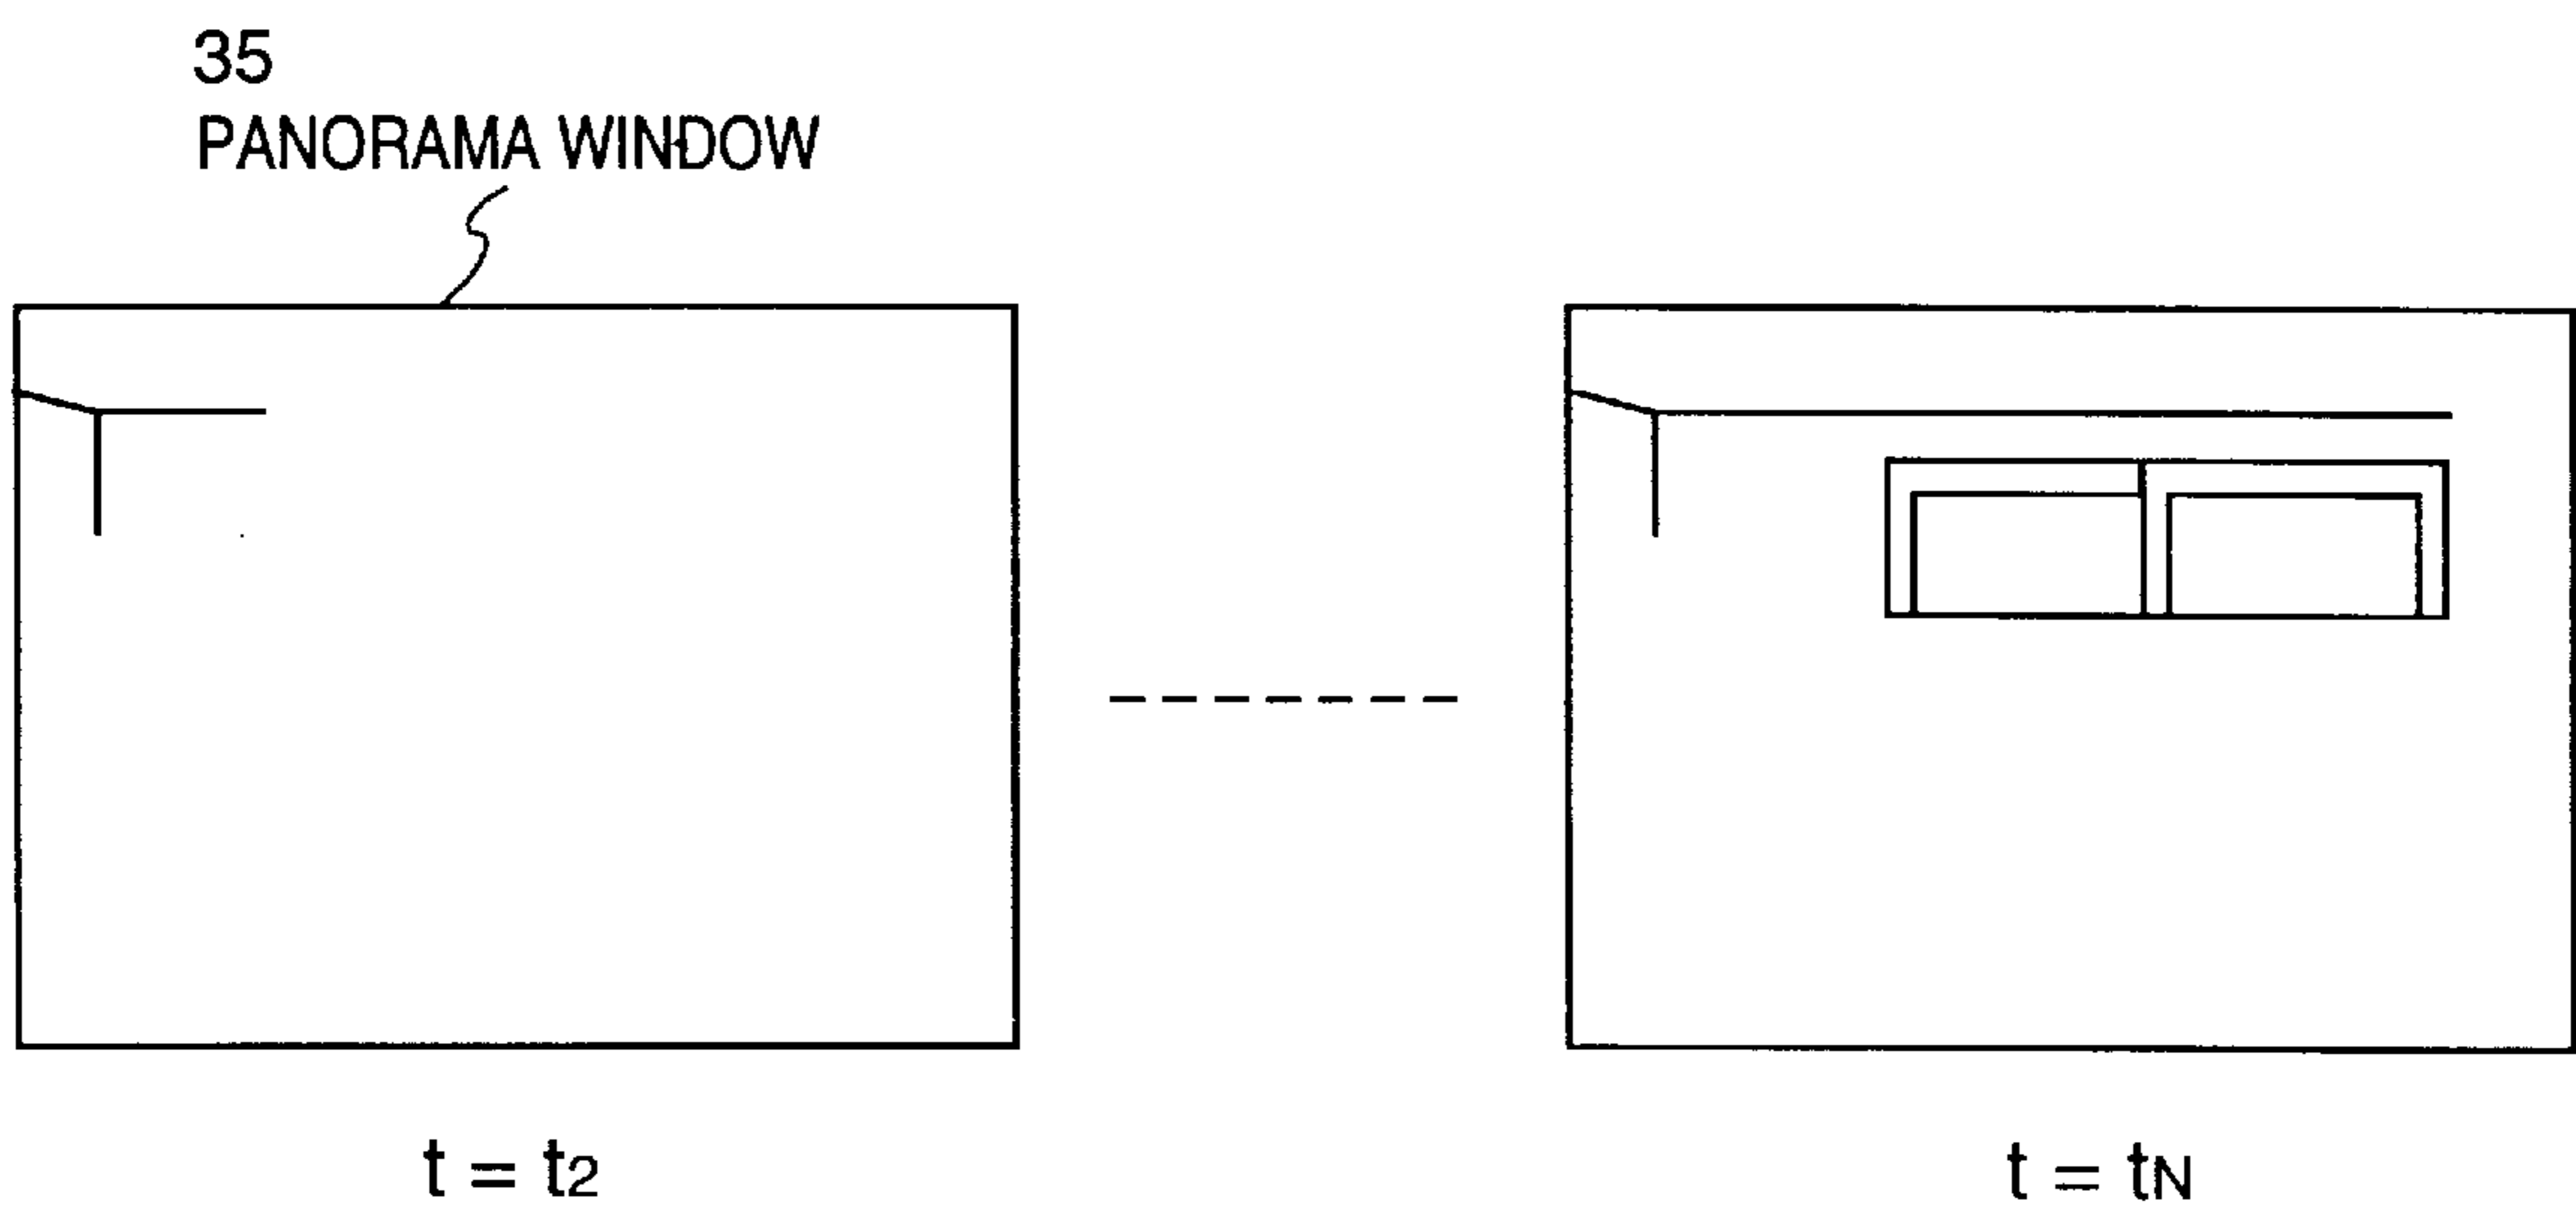 35
PANORAMA WINDOW
t = t2
t = tN